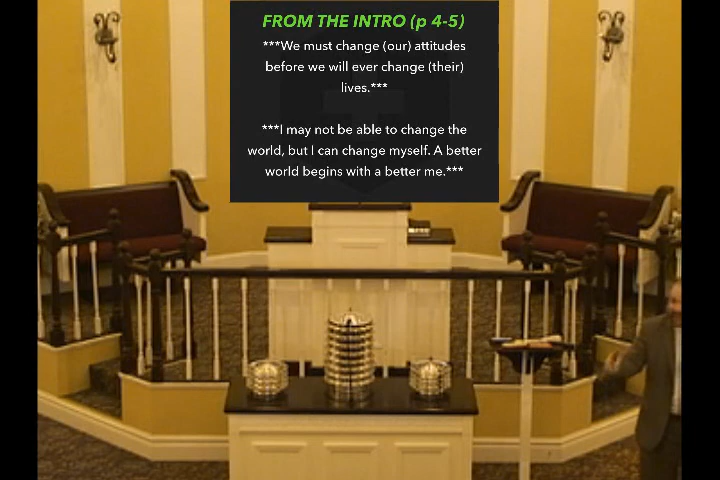 FROM THE INTRO (p 4-5)
***We must change (our) attitudes
before we will ever change (their)
lives.***
***I may not be able to change the
world, but I can change myself. A better
world begins with a better me.***